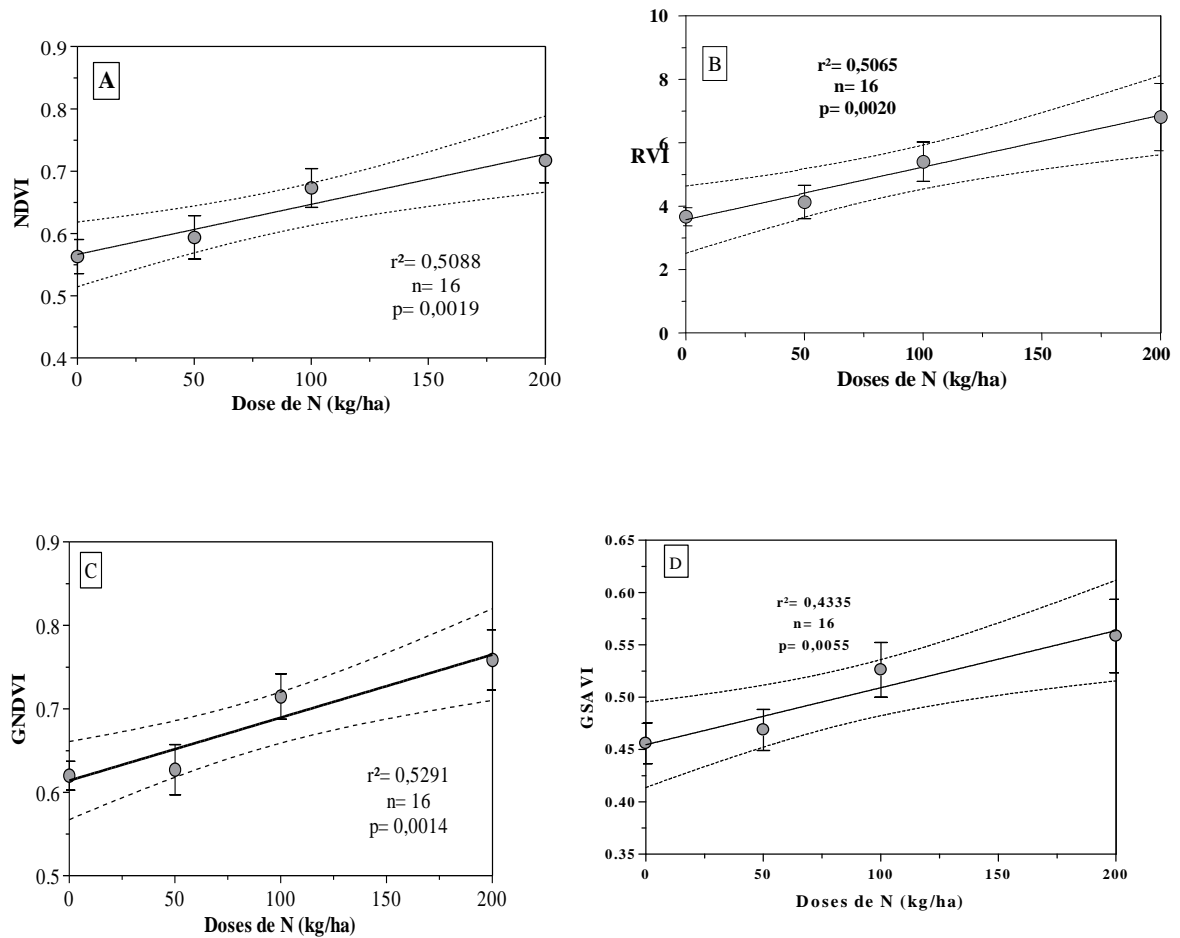 A
NDVI
0.9
0.8
0.7
0.6
0.5
0.4
r²= 0,5088
n= 16
p= 0,0019
0 50 100 150 200
Dose de N (kg/ha)
B
RVI
10
8
6
4
2
0
r²= 0,5065
n= 16
p= 0,0020
0 50 100 150 200
Doses de N (kg/ha)
C
GNDVI
0.9
0.8
0.7
0.6
0.5
r²= 0,5291
n= 16
p= 0,0014
0 50 100 150 200
Doses de N (kg/ha)
D
GSAVI
0.65
0.60
0.55
0.50
0.45
0.40
0.35
r²= 0,4335
n= 16
p= 0,0055
0 50 100 150 200
Doses de N (kg/ha)